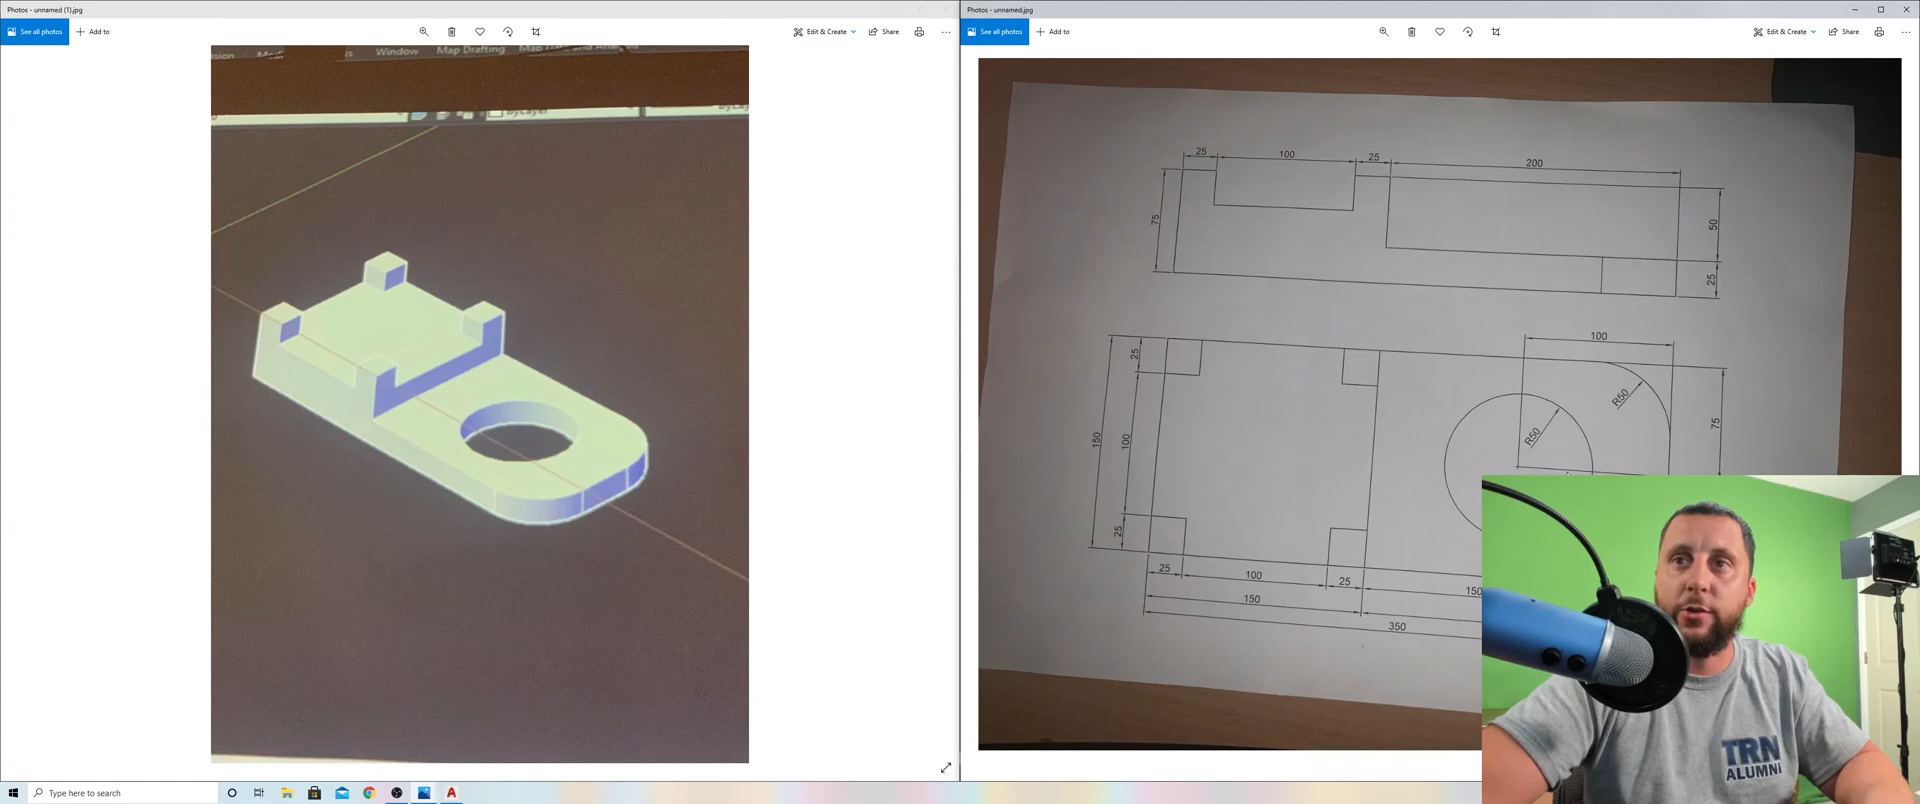 Photos - unnamed (1).jpg
See all photos
Add to
Edit & Create
Share
Window
Map Drafting
ByLayer
Photos - unnamed.jpg
See all photos
Add to
Edit & Create
Share
25
100
25
200
75
50
25
100
25
150
100
25
R50
R50
75
25
100
25
150
150
350
TRN
ALUMNI
Type here to search